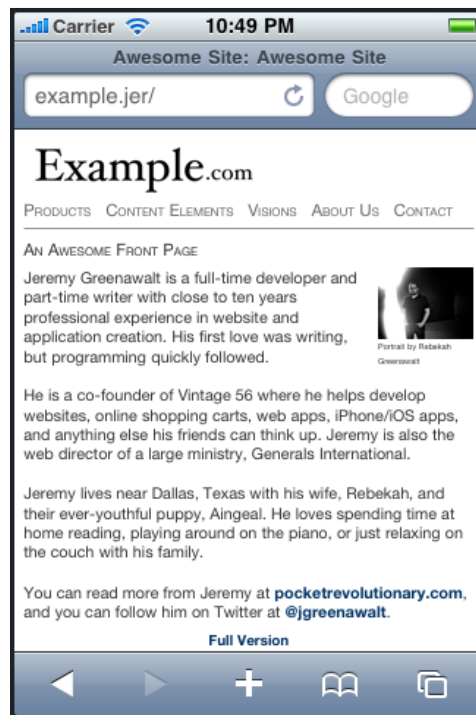 Carrier 10:49 PM
Awesome Site: Awesome Site
example.jer/ Google
Example.com
Products Content Elements Visions About Us Contact
An Awesome Front Page
Jeremy Greenawalt is a full-time developer and
part-time writer with close to ten years
professional experience in website and
application creation. His first love was writing,
but programming quickly followed.
Portrait by Rebekah
Greenawalt
He is a co-founder of Vintage 56 where he helps develop
websites, online shopping carts, web apps, iPhone/iOS apps,
and anything else his friends can think up. Jeremy is also the
web director of a large ministry, Generals International.
Jeremy lives near Dallas, Texas with his wife, Rebekah, and
their ever-youthful puppy, Aingeal. He loves spending time at
home reading, playing around on the piano, or just relaxing on
the couch with his family.
You can read more from Jeremy at pocketrevolutionary.com,
and you can follow him on Twitter at @jgreenawalt.
Full Version